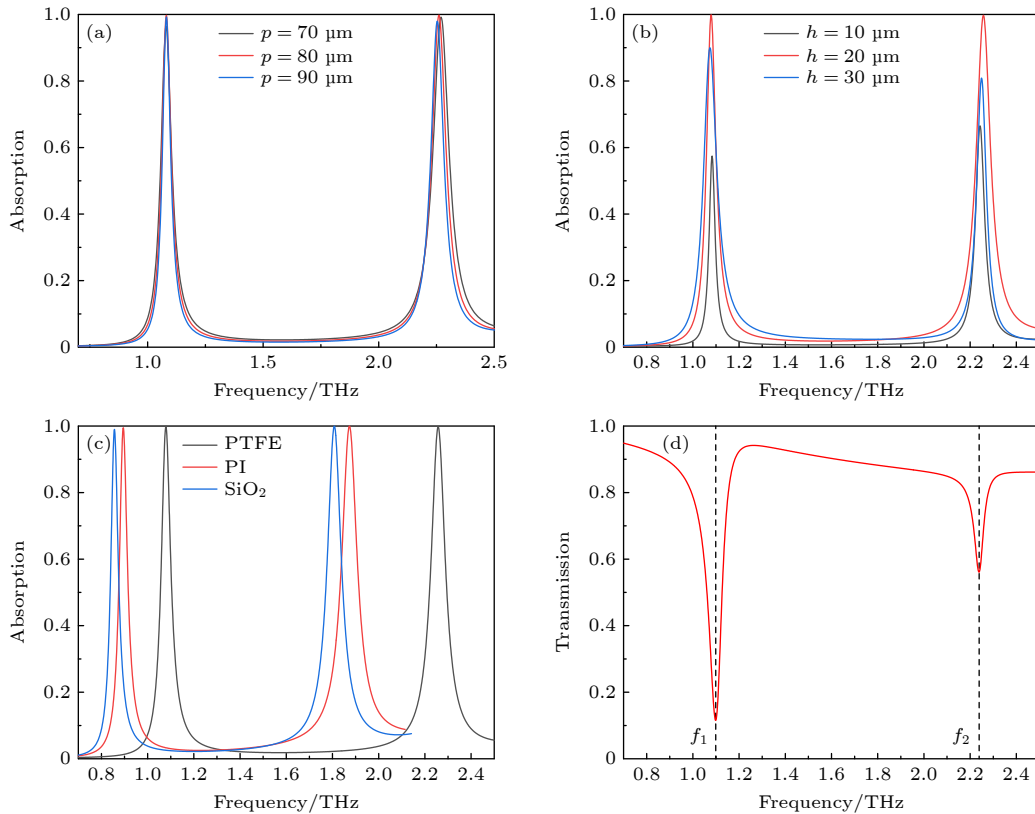 (a)
p = 70 µm
p = 80 µm
p = 90 µm
1.0
0.8
0.6
0.4
0.2
0
Absorption
1.0
1.5
2.0
2.5
Frequency/THz
(b)
h = 10 µm
h = 20 µm
h = 30 µm
1.0
0.8
0.6
0.4
0.2
0
Absorption
0.8
1.0
1.2
1.4
1.6
1.8
2.0
2.2
2.4
Frequency/THz
(c)
PTFE
PI
SiO₂
1.0
0.8
0.6
0.4
0.2
0
Absorption
0.8
1.0
1.2
1.4
1.6
1.8
2.0
2.2
2.4
Frequency/THz
(d)
1.0
0.8
0.6
0.4
0.2
0
Transmission
f₁
f₂
0.8
1.0
1.2
1.4
1.6
1.8
2.0
2.2
2.4
Frequency/THz